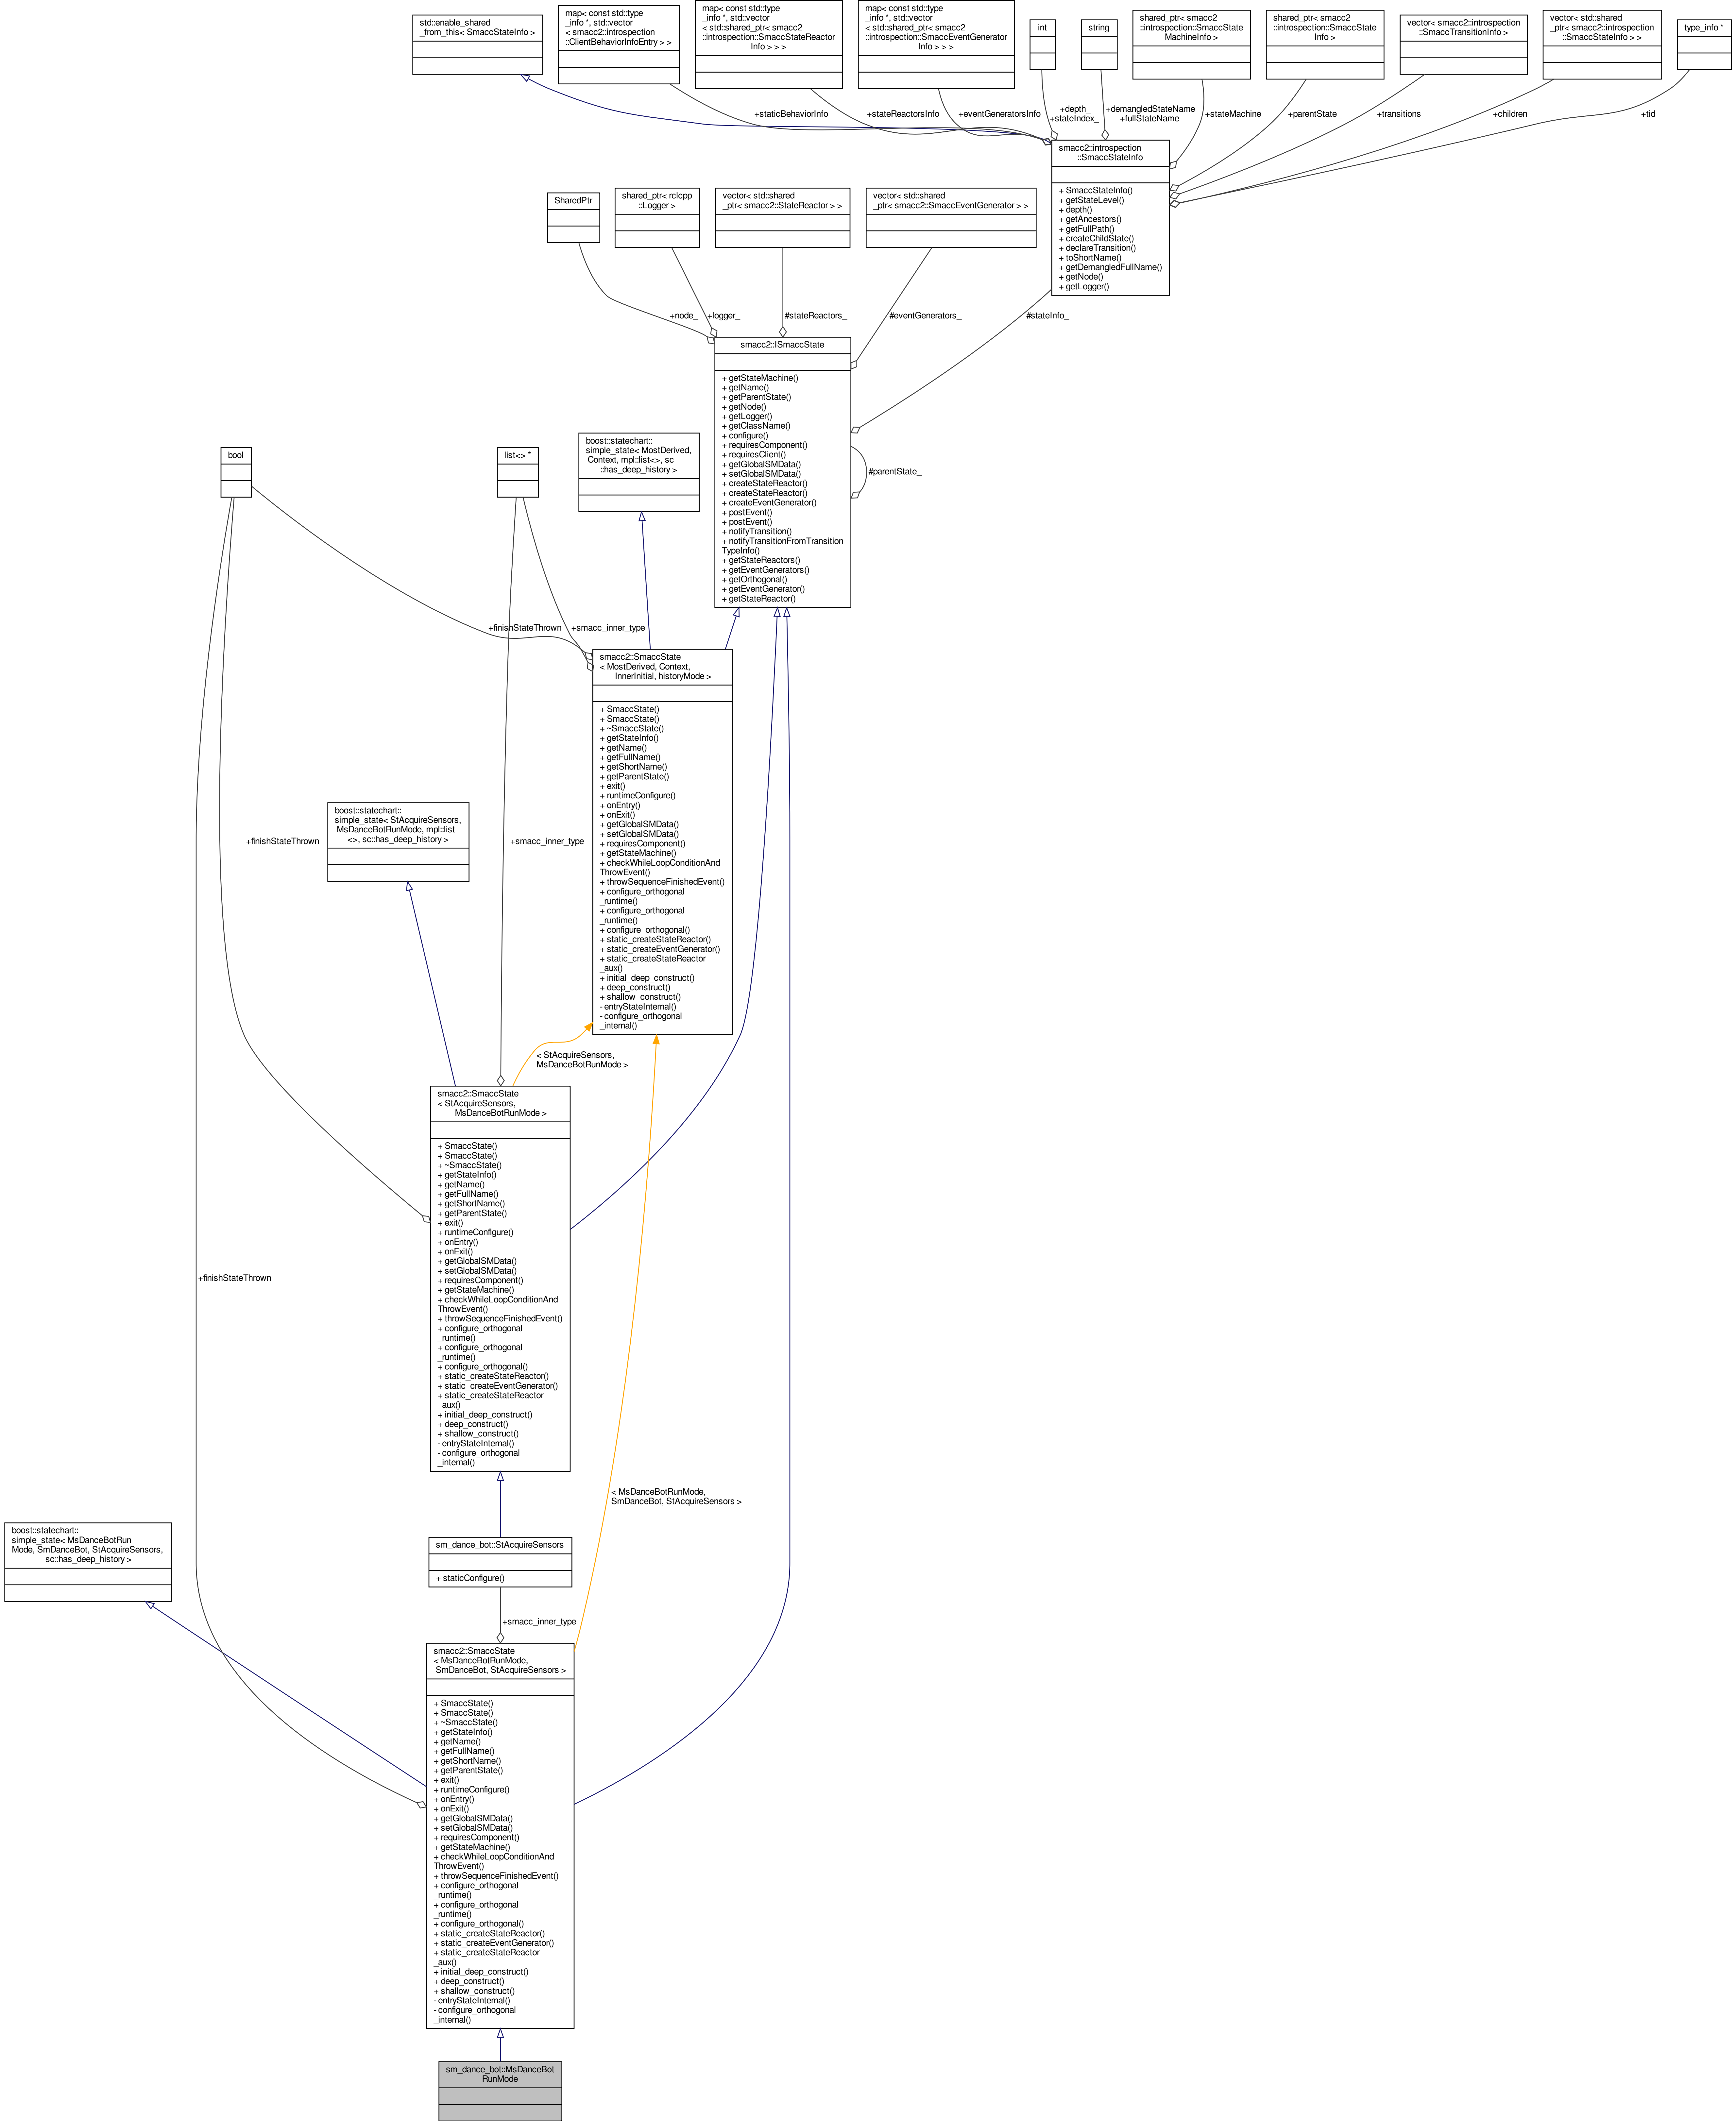 std::enable_shared
_from_this< SmaccStateInfo >
map< const std::type
_info *, std::vector
< smacc2::introspection
::ClientBehaviorInfoEntry > >
map< const std::type
_info *, std::vector
< std::shared_ptr< smacc2
::introspection::SmaccStateReactor
Info > > >
map< const std::type
_info *, std::vector
< std::shared_ptr< smacc2
::introspection::SmaccEventGenerator
Info > > >
int
string
shared_ptr< smacc2
::introspection::SmaccState
MachineInfo >
shared_ptr< smacc2
::introspection::SmaccState
Info >
vector< smacc2::introspection
::SmaccTransitionInfo >
vector< std::shared
_ptr< smacc2::introspection
::SmaccStateInfo > >
type_info *
+staticBehaviorInfo
+stateReactorsInfo
+eventGeneratorsInfo
+depth_
+stateIndex_
+demangledStateName
+fullStateName
+stateMachine_
+parentState_
+transitions_
+children_
+tid_
smacc2::introspection
::SmaccStateInfo
+ SmaccStateInfo()
+ getStateLevel()
+ depth()
+ getAncestors()
+ getFullPath()
+ createChildState()
+ declareTransition()
+ toShortName()
+ getDemangledFullName()
+ getNode()
+ getLogger()
SharedPtr
shared_ptr< rclcpp
::Logger >
vector< std::shared
_ptr< smacc2::StateReactor > >
vector< std::shared
_ptr< smacc2::SmaccEventGenerator > >
+node_
+logger_
#stateReactors_
#eventGenerators_
#stateInfo_
smacc2::ISmaccState
+ getStateMachine()
+ getName()
+ getParentState()
+ getNode()
+ getLogger()
+ getClassName()
+ configure()
+ requiresComponent()
+ requiresClient()
+ getGlobalSMData()
+ setGlobalSMData()
+ createStateReactor()
+ createStateReactor()
+ createEventGenerator()
+ postEvent()
+ postEvent()
+ notifyTransition()
+ notifyTransitionFromTransition
TypeInfo()
+ getStateReactors()
+ getEventGenerators()
+ getOrthogonal()
+ getEventGenerator()
+ getStateReactor()
#parentState_
bool
list<> *
boost::statechart::
simple_state< MostDerived,
Context, mpl::list<>, sc
::has_deep_history >
+finishStateThrown
+smacc_inner_type
smacc2::SmaccState
< MostDerived, Context,
InnerInitial, historyMode >
+ SmaccState()
+ SmaccState()
+ ~SmaccState()
+ getStateInfo()
+ getName()
+ getFullName()
+ getShortName()
+ getParentState()
+ exit()
+ runtimeConfigure()
+ onEntry()
+ onExit()
+ getGlobalSMData()
+ setGlobalSMData()
+ requiresComponent()
+ getStateMachine()
+ checkWhileLoopConditionAnd
ThrowEvent()
+ throwSequenceFinishedEvent()
+ configure_orthogonal
_runtime()
+ configure_orthogonal
_runtime()
+ configure_orthogonal()
+ static_createStateReactor()
+ static_createEventGenerator()
+ static_createStateReactor
_aux()
+ initial_deep_construct()
+ deep_construct()
+ shallow_construct()
- entryStateInternal()
- configure_orthogonal
_internal()
boost::statechart::
simple_state< StAcquireSensors,
MsDanceBotRunMode, mpl::list
<>, sc::has_deep_history >
+finishStateThrown
+smacc_inner_type
< StAcquireSensors,
MsDanceBotRunMode >
smacc2::SmaccState
< StAcquireSensors,
MsDanceBotRunMode >
+ SmaccState()
+ SmaccState()
+ ~SmaccState()
+ getStateInfo()
+ getName()
+ getFullName()
+ getShortName()
+ getParentState()
+ exit()
+ runtimeConfigure()
+ onEntry()
+ onExit()
+ getGlobalSMData()
+ setGlobalSMData()
+ requiresComponent()
+ getStateMachine()
+ checkWhileLoopConditionAnd
ThrowEvent()
+ throwSequenceFinishedEvent()
+ configure_orthogonal
_runtime()
+ configure_orthogonal
_runtime()
+ configure_orthogonal()
+ static_createStateReactor()
+ static_createEventGenerator()
+ static_createStateReactor
_aux()
+ initial_deep_construct()
+ deep_construct()
+ shallow_construct()
- entryStateInternal()
- configure_orthogonal
_internal()
+finishStateThrown
< MsDanceBotRunMode,
SmDanceBot, StAcquireSensors >
boost::statechart::
simple_state< MsDanceBotRun
Mode, SmDanceBot, StAcquireSensors,
sc::has_deep_history >
sm_dance_bot::StAcquireSensors
+ staticConfigure()
+smacc_inner_type
smacc2::SmaccState
< MsDanceBotRunMode,
SmDanceBot, StAcquireSensors >
+ SmaccState()
+ SmaccState()
+ ~SmaccState()
+ getStateInfo()
+ getName()
+ getFullName()
+ getShortName()
+ getParentState()
+ exit()
+ runtimeConfigure()
+ onEntry()
+ onExit()
+ getGlobalSMData()
+ setGlobalSMData()
+ requiresComponent()
+ getStateMachine()
+ checkWhileLoopConditionAnd
ThrowEvent()
+ throwSequenceFinishedEvent()
+ configure_orthogonal
_runtime()
+ configure_orthogonal
_runtime()
+ configure_orthogonal()
+ static_createStateReactor()
+ static_createEventGenerator()
+ static_createStateReactor
_aux()
+ initial_deep_construct()
+ deep_construct()
+ shallow_construct()
- entryStateInternal()
- configure_orthogonal
_internal()
sm_dance_bot::MsDanceBot
RunMode